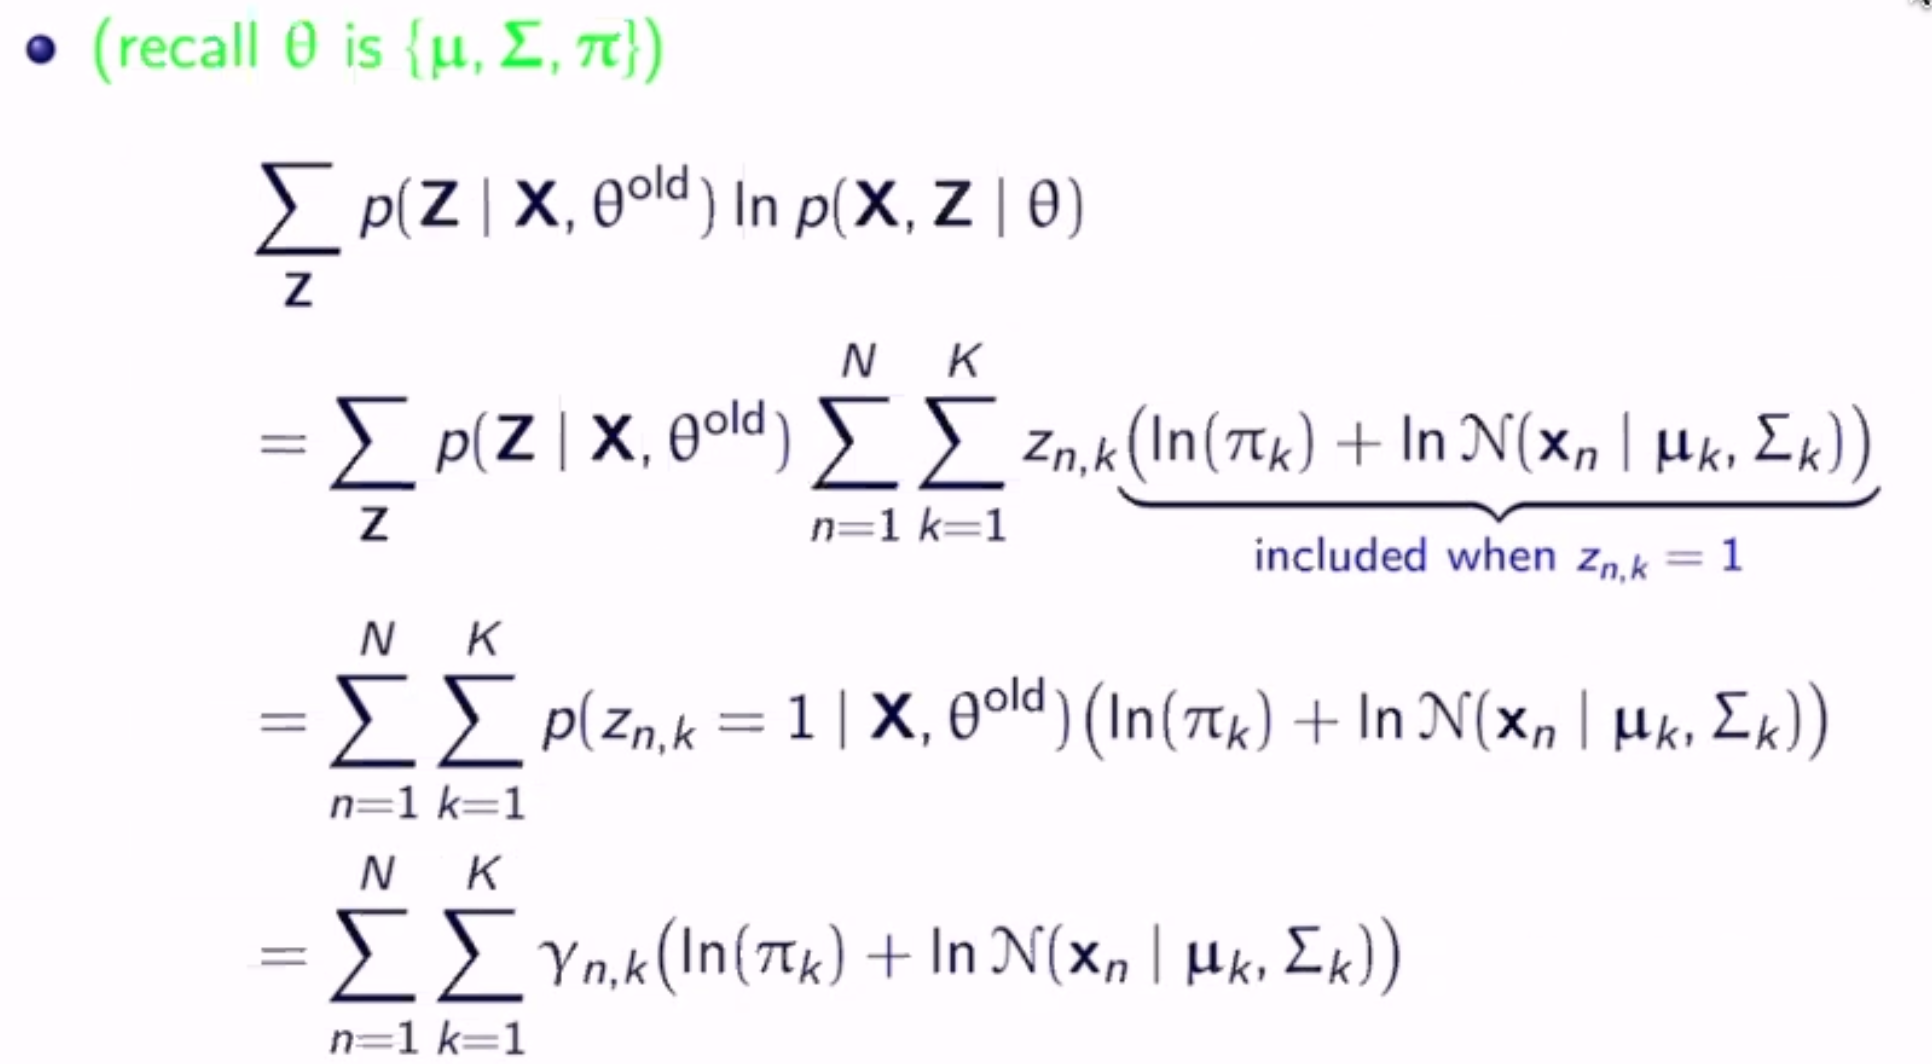 • (recall θ is {μ, Σ, π})
∑_Z p(Z | X, θ^old) ln p(X, Z | θ)
= ∑_Z p(Z | X, θ^old) ∑_{n=1}^{N} ∑_{k=1}^{K} z_{n,k}(ln(π_k) + ln 𝒩(x_n | μ_k, Σ_k))
included when z_{n,k} = 1
= ∑_{n=1}^{N} ∑_{k=1}^{K} p(z_{n,k} = 1 | X, θ^old)(ln(π_k) + ln 𝒩(x_n | μ_k, Σ_k))
= ∑_{n=1}^{N} ∑_{k=1}^{K} γ_{n,k}(ln(π_k) + ln 𝒩(x_n | μ_k, Σ_k))